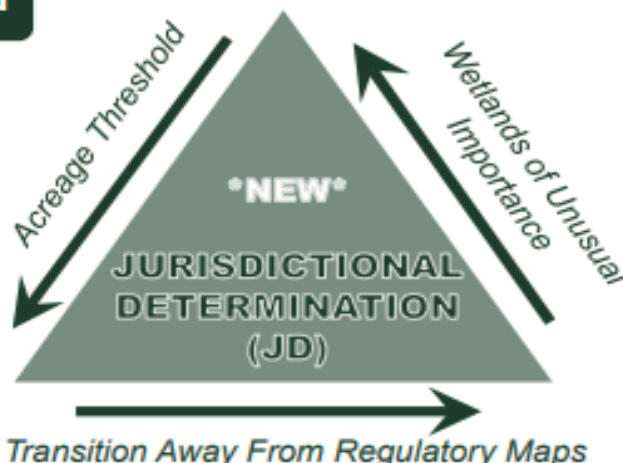 Acreage Threshold
Wetlands of Unusual
Importance
*NEW*
JURISDICTIONAL
DETERMINATION
(JD)
Transition Away From Regulatory Maps